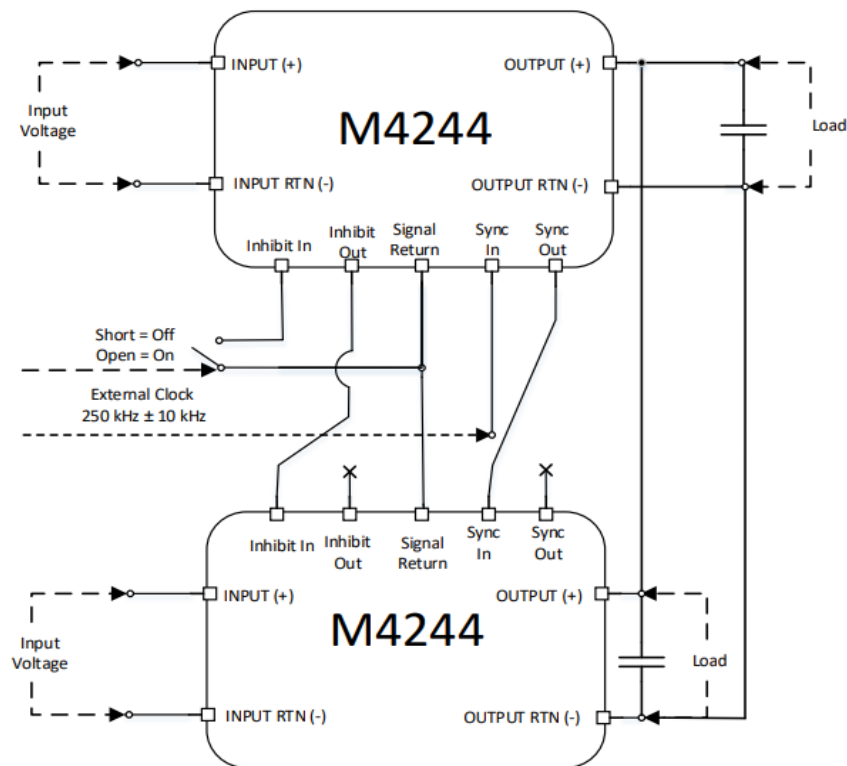 INPUT (+)
OUTPUT (+)
Input
Voltage
M4244
Load
INPUT RTN (-)
OUTPUT RTN (-)
Inhibit In
Inhibit
Out
Signal
Return
Sync
In
Sync
Out
Short = Off
Open = On
External Clock
250 kHz ± 10 kHz
Inhibit In
Inhibit
Out
Signal
Return
Sync
In
Sync
Out
INPUT (+)
OUTPUT (+)
Input
Voltage
M4244
Load
INPUT RTN (-)
OUTPUT RTN (-)